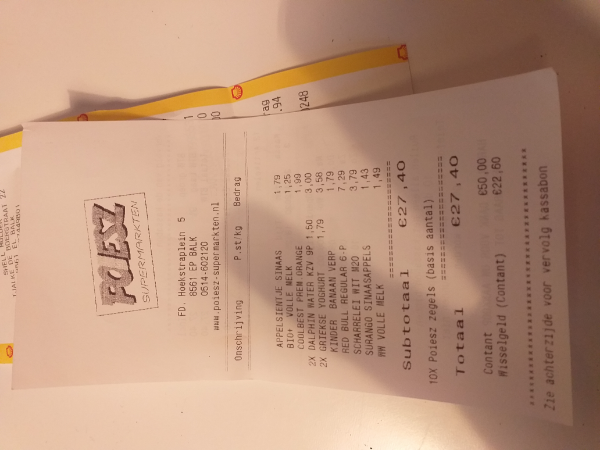 POIESZ
SUPERMARKTEN
FD. Hoekstraplein 5
8561 EP BALK
0514-602120
www.poiesz-supermarkten.nl
Omschrijving P.st/kg Bedrag
APPELSIENTJE SINAAS 1,79
BIO+ VOLLE MELK 1,25
COOLBEST PREM.ORANGE 1,99
2X DALPHIN WATER KZV 9P 1,50 3,00
2X GRIEKSE YOGHURT 1,79 3,58
KINDER BANAAN VERP 1,79
RED BULL REGULAR 6-P 7,29
SCHARRELEI WIT M20 3,79
SURANGO SINAASAPPELS 1,43
WW VOLLE MELK 1,49
Subtotaal €27,40
10X Poiesz zegels (basis aantal)
Totaal €27,40
Contant €50,00
Wisselgeld (Contant) €22,60
Zie achterzijde voor vervolg kassabon